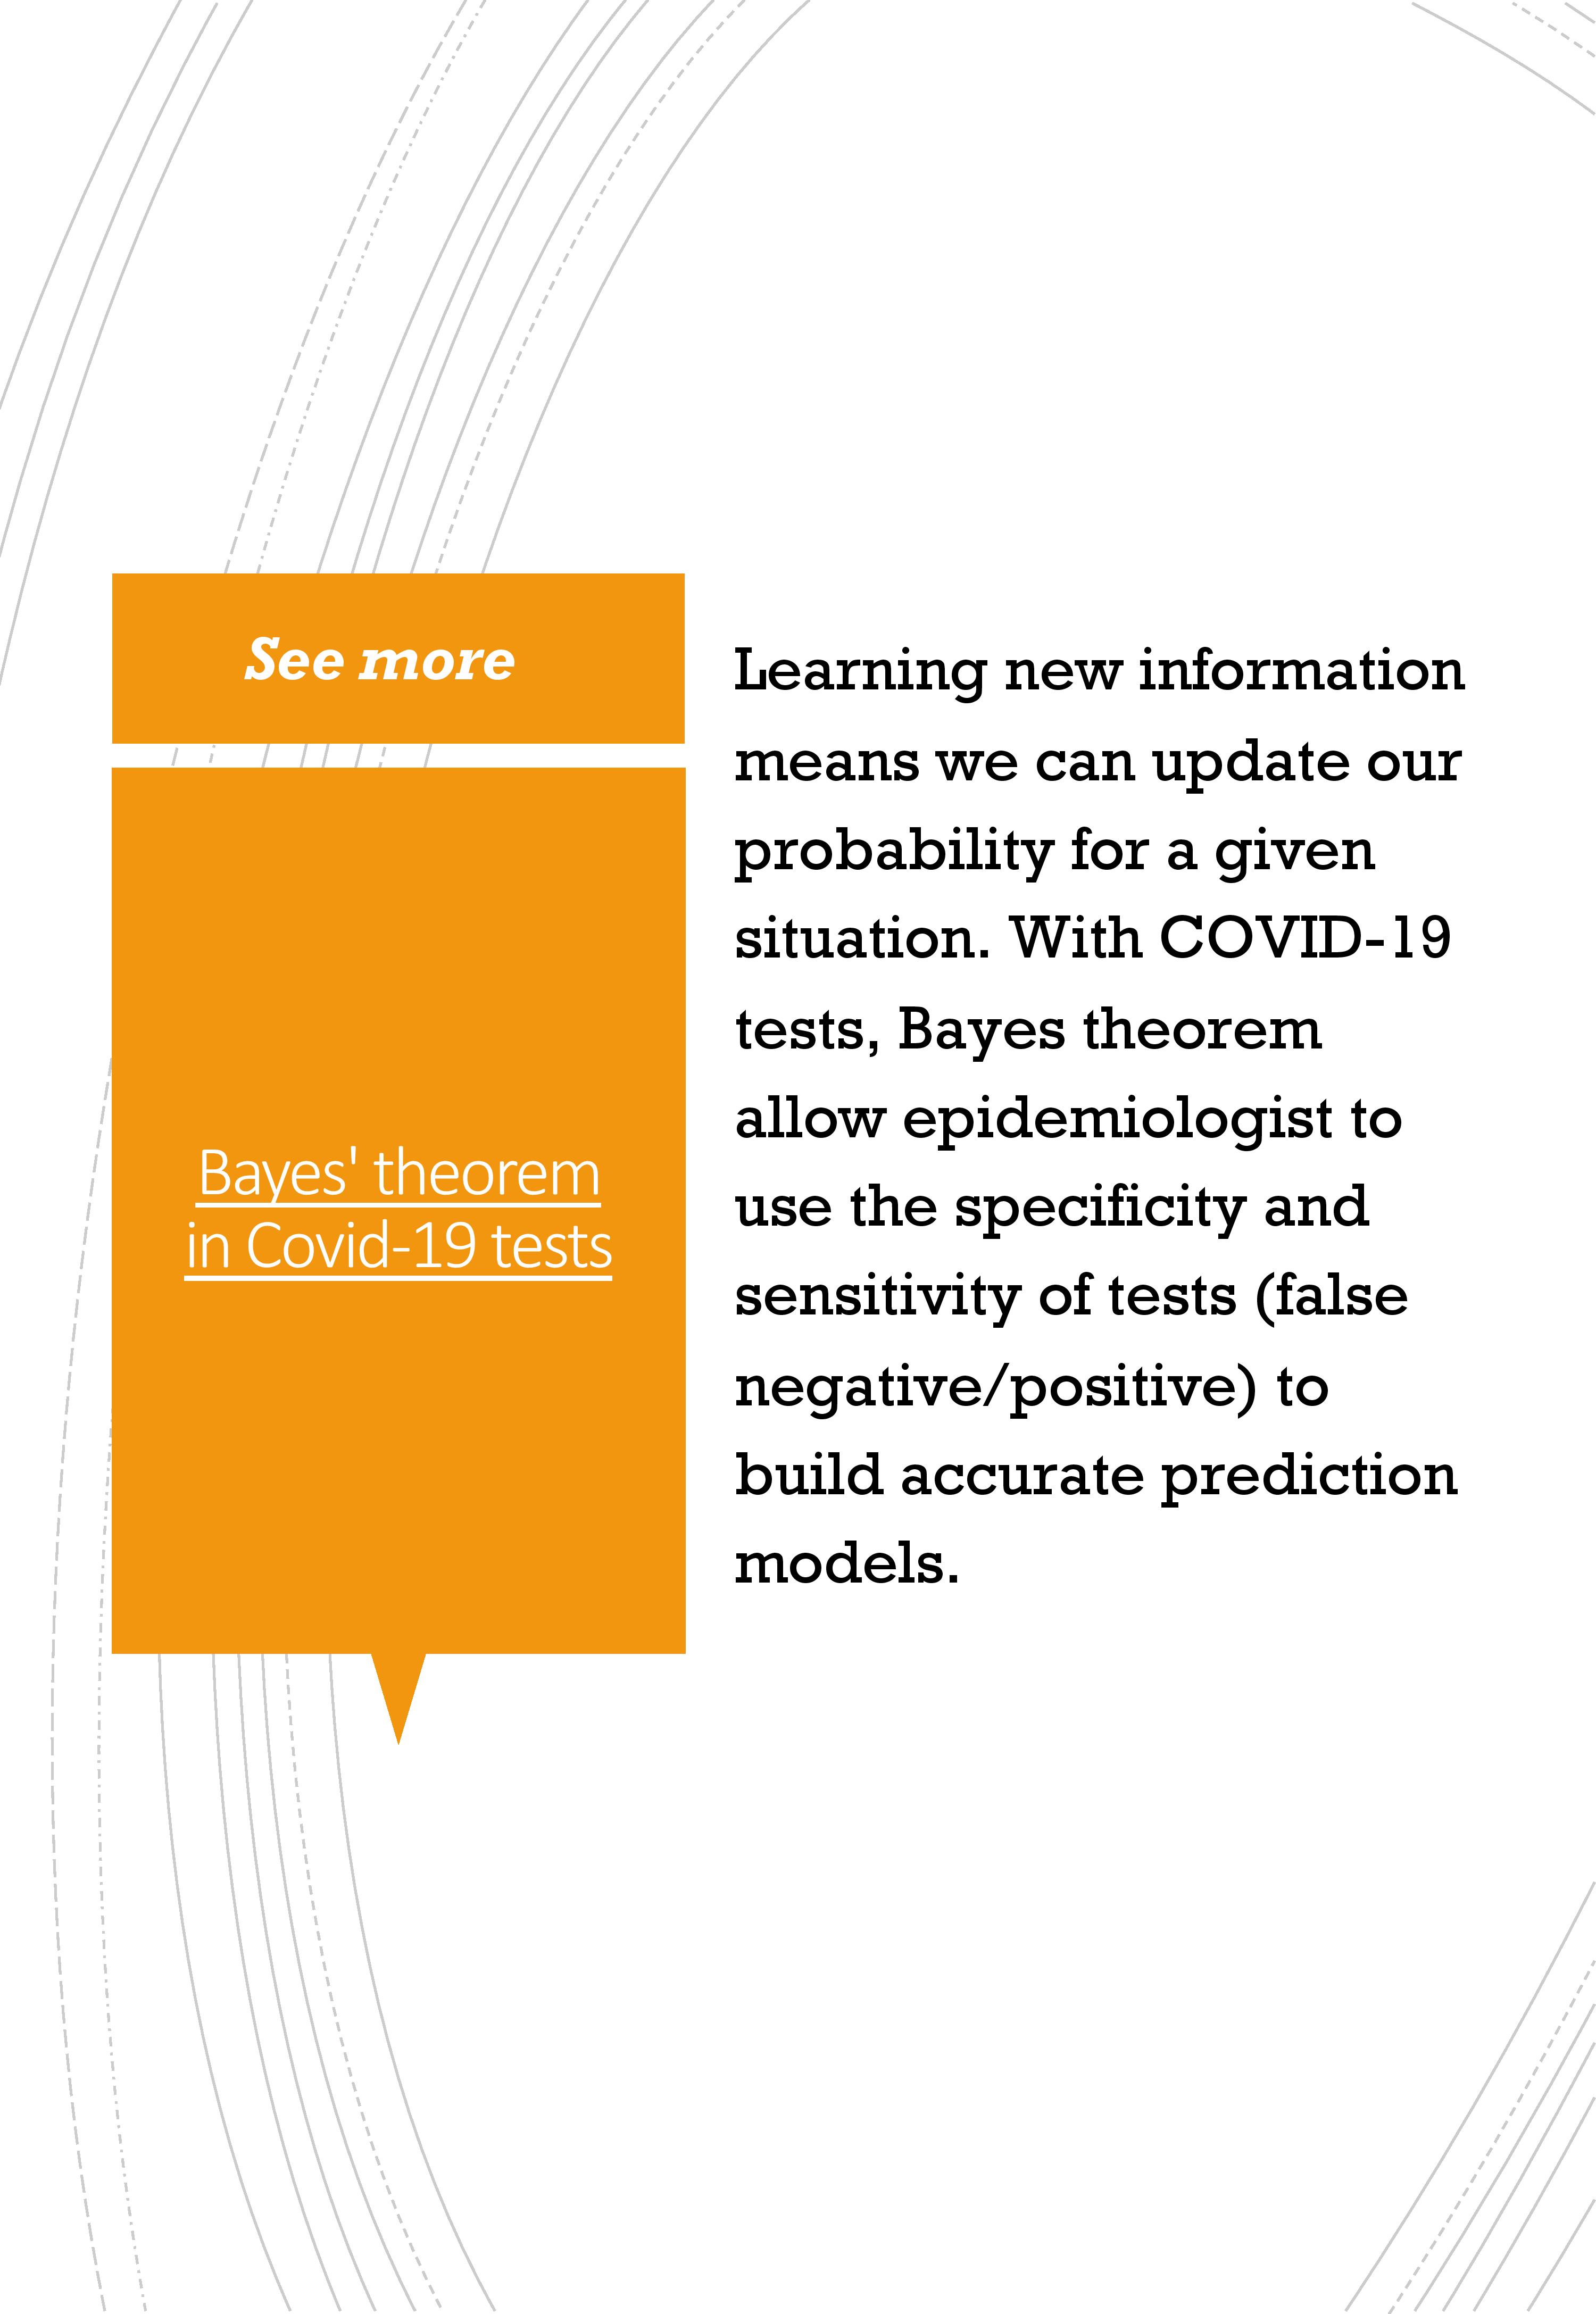 See more
Bayes' theorem
in Covid-19 tests
Learning new information
means we can update our
probability for a given
situation. With COVID-19
tests, Bayes theorem
allow epidemiologist to
use the specificity and
sensitivity of tests (false
negative/positive) to
build accurate prediction
models.